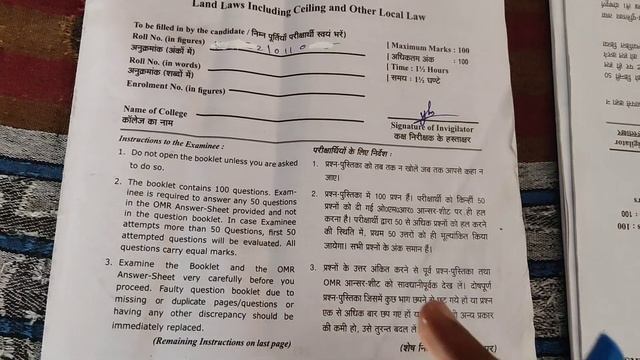 Land Laws Including Ceiling and Other Local Law
To be filled in by the candidate / निम्न पूर्तियाँ परीक्षार्थी स्वयं भरें)
Roll No. (in figures)
अनुक्रमांक (अंकों में)
Roll No. (in words)
अनुक्रमांक (शब्दों में)
Enrolment No. (in figures)
Name of College
कॉलेज का नाम
Maximum Marks : 100
अधिकतम अंक : 100
Time : 1½ Hours
समय : 1½ घण्टे
Signature of Invigilator
कक्ष निरीक्षक के हस्ताक्षर
Instructions to the Examinee :
1. Do not open the booklet unless you are asked
to do so.
2. The booklet contains 100 questions. Exam-
inee is required to answer any 50 questions
in the OMR Answer-Sheet provided and not
in the question booklet. In case Examinee
attempts more than 50 Questions, first 50
attempted questions will be evaluated. All
questions carry equal marks.
3. Examine the Booklet and the OMR
Answer-Sheet very carefully before you
proceed. Faulty question booklet due to
missing or duplicate pages/questions or
having any other discrepancy should be
immediately replaced.
(Remaining Instructions on last page)
परीक्षार्थियों के लिए निर्देश :
1. प्रश्न-पुस्तिका को तब तक न खोलें जब तक आपसे कहा न
जाए।
2. प्रश्न-पुस्तिका में 100 प्रश्न हैं। परीक्षार्थी को किन्हीं 50
प्रश्नों को दी गई ओ०एम०आर० आन्सर-शीट पर ही हल
करना है। परीक्षार्थी द्वारा 50 से अधिक प्रश्नों को हल करने
की स्थिति में, प्रथम 50 उत्तरों को ही मूल्यांकित किया
जायेगा। सभी प्रश्नों के अंक समान हैं।
3. प्रश्नों के उत्तर अंकित करने से पूर्व प्रश्न-पुस्तिका तथा
OMR आन्सर-शीट को सावधानीपूर्वक देख लें। दोषपूर्ण
प्रश्न-पुस्तिका जिसमें कुछ भाग छपने से छूट गये हों या प्रश्न
एक से अधिक बार छप गए हों अन्य प्रकार
की कमी हो, उसे तुरन्त बदल लें
(शेष